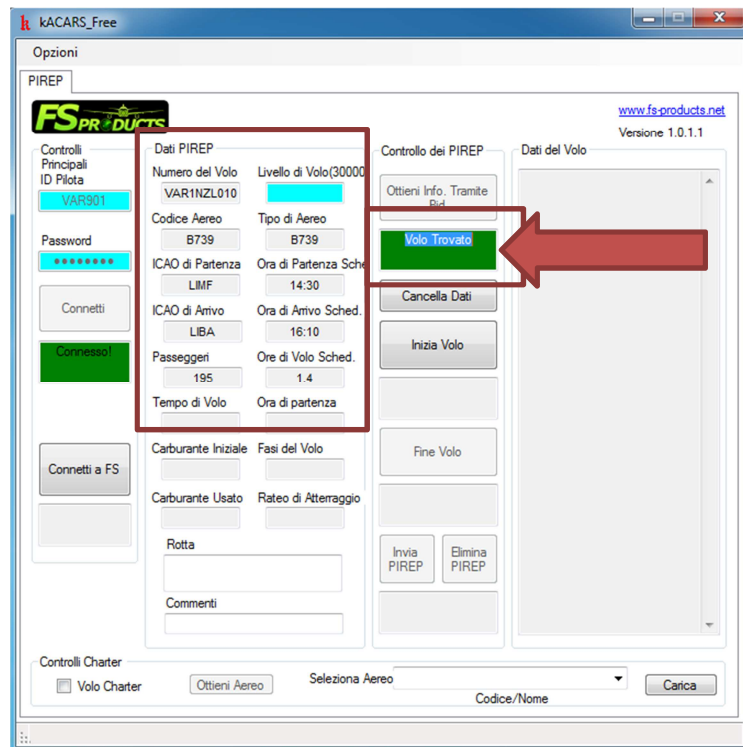 kACARS_Free
Opzioni
PIREP
FSPRODUCTS
www.fs-products.net
Versione 1.0.1.1
Controlli
Principali
ID Pilota
VAR901
Password
●●●●●●●●
Connetti
Connesso!
Connetti a FS
Dati PIREP
Numero del Volo Livello di Volo(30000
VAR1NZL010
Codice Aereo Tipo di Aereo
B739 B739
ICAO di Partenza Ora di Partenza Sche
LIMF 14:30
ICAO di Arrivo Ora di Arrivo Sched.
LIBA 16:10
Passeggeri Ore di Volo Sched.
195 1.4
Tempo di Volo Ora di partenza
Carburante Iniziale Fasi del Volo
Carburante Usato Rateo di Atterraggio
Rotta
Commenti
Controllo dei PIREP
Ottieni Info. Tramite
Bid
Volo Trovato
Cancella Dati
Inizia Volo
Fine Volo
Invia PIREP
Elimina PIREP
Dati del Volo
Controlli Charter
Volo Charter
Ottieni Aereo
Seleziona Aereo
Codice/Nome
Carica